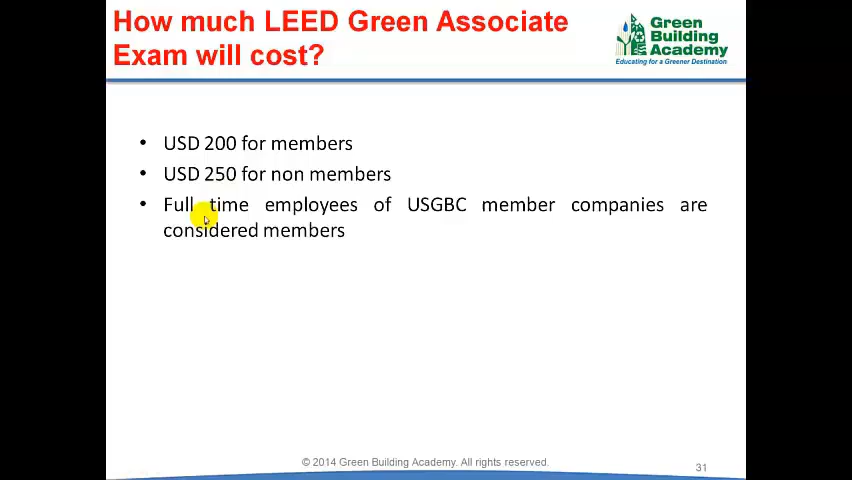 How much LEED Green Associate
Exam will cost?
Green
Building
Academy
Educating for a Greener Destination
• USD 200 for members
• USD 250 for non members
• Full time employees of USGBC member companies are
considered members
© 2014 Green Building Academy. All rights reserved.
31